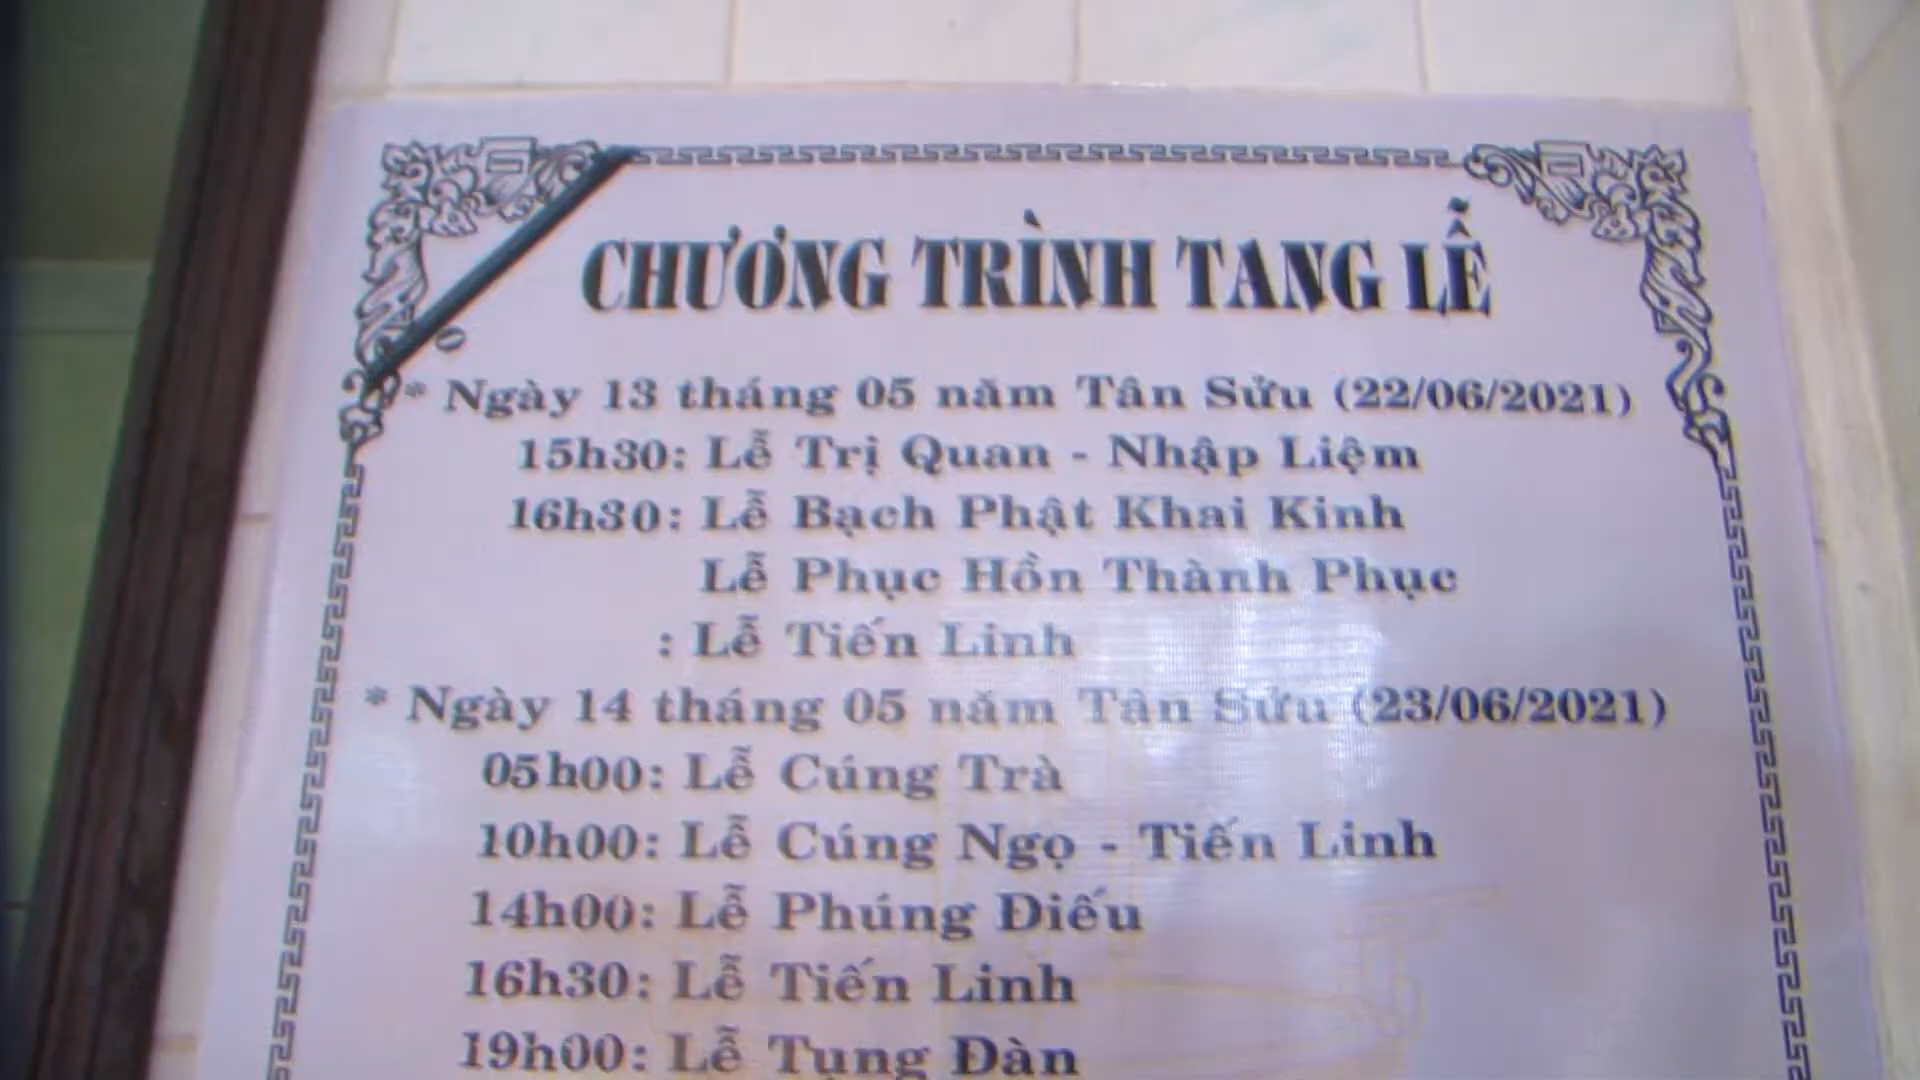 CHƯƠNG TRÌNH TANG LỄ
* Ngày 13 tháng 05 năm Tân Sửu (22/06/2021)
15h30: Lễ Trị Quan - Nhập Liệm
16h30: Lễ Bạch Phật Khai Kinh
Lễ Phục Hồn Thành Phục
: Lễ Tiến Linh
* Ngày 14 tháng 05 năm Tân Sửu (23/06/2021)
05h00: Lễ Cúng Trà
10h00: Lễ Cúng Ngọ - Tiến Linh
14h00: Lễ Phúng Điếu
16h30: Lễ Tiến Linh
19h00: Lễ Tụng Đàn